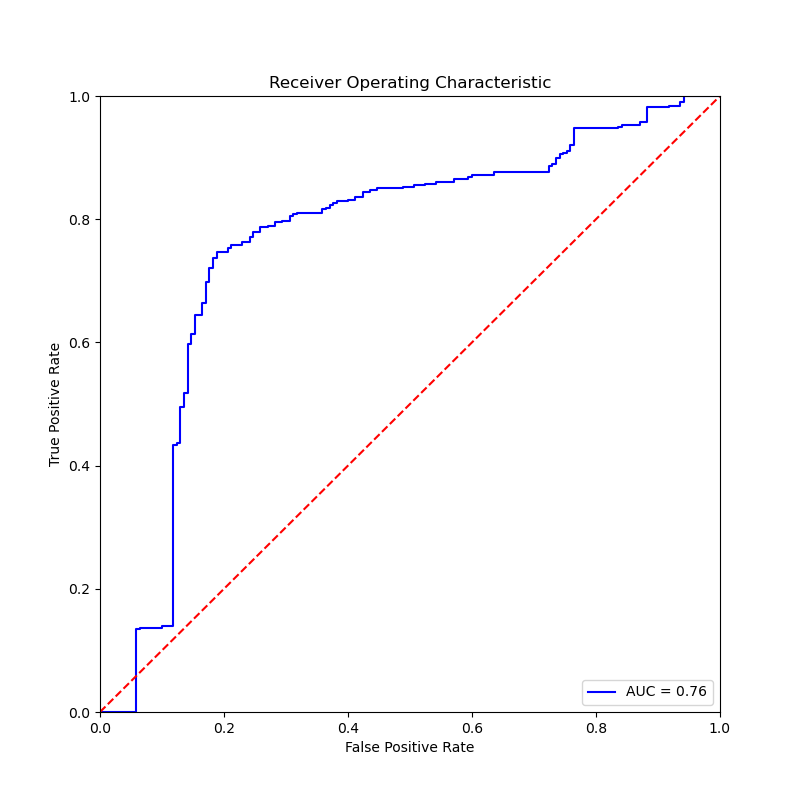 Receiver Operating Characteristic
1.0
0.8
0.6
0.4
0.2
0.0
True Positive Rate
AUC = 0.76
0.0 0.2 0.4 0.6 0.8 1.0
False Positive Rate